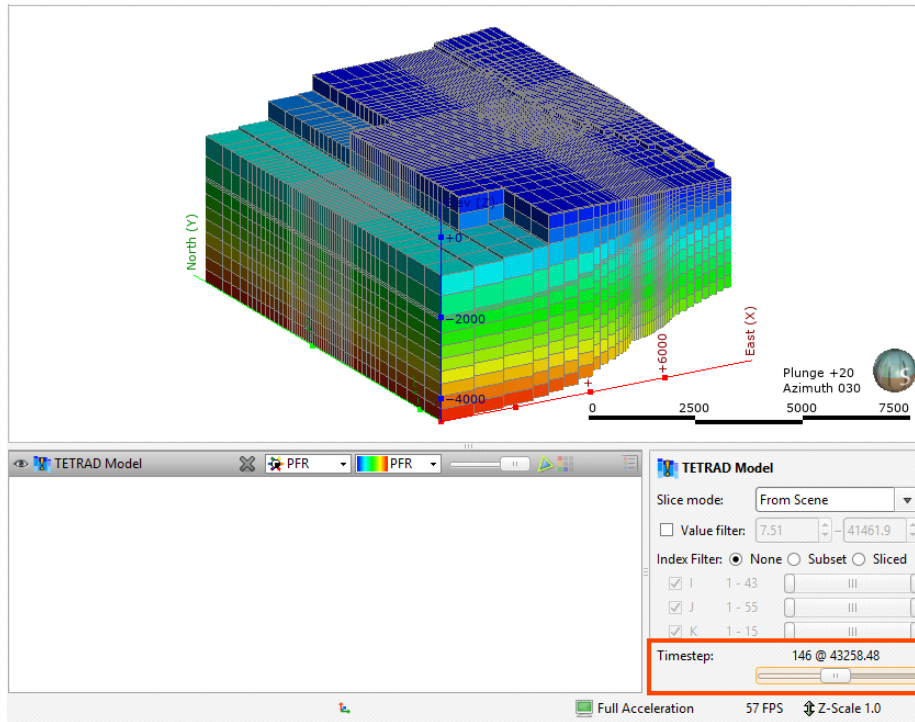 Elev (Z)
+0
North (Y)
-2000
-4000
+
+6000
East (X)
Plunge +20
Azimuth 030
0 2500 5000 7500
S
TETRAD Model PFR PFR
TETRAD Model
Slice mode: From Scene
Value filter: 7.51 – 41461.9
Index Filter: None Subset Sliced
I 1 - 43
J 1 - 55
K 1 - 15
Timestep: 146 @ 43258.48
Full Acceleration 57 FPS Z-Scale 1.0